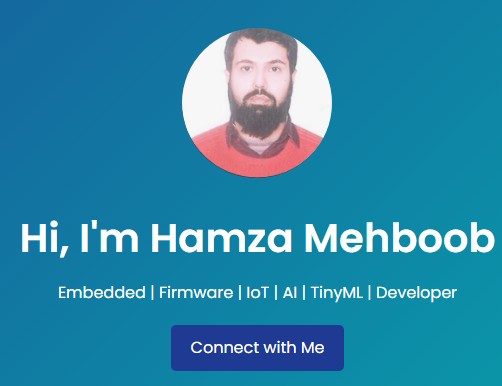 Hi, I'm Hamza Mehboob
Embedded | Firmware | IoT | AI | TinyML | Developer
Connect with Me